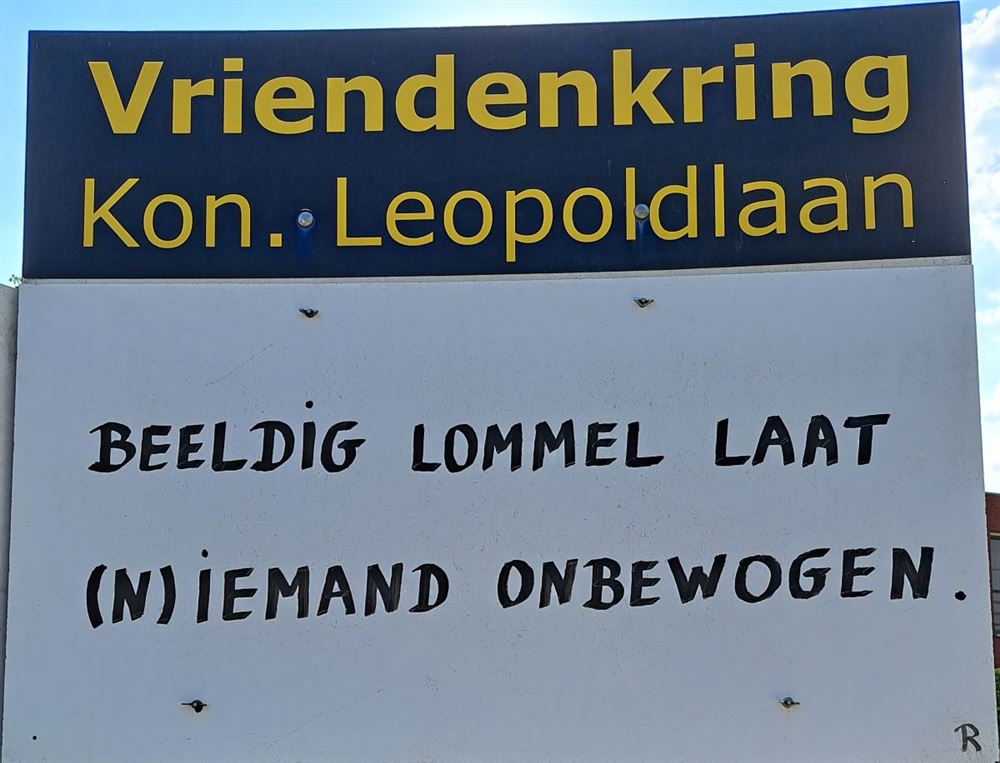 Vriendenkring
Kon. Leopoldlaan
BEELDiG LOMMEL LAAT
(N)iEMAND ONBEWOGEN.
R